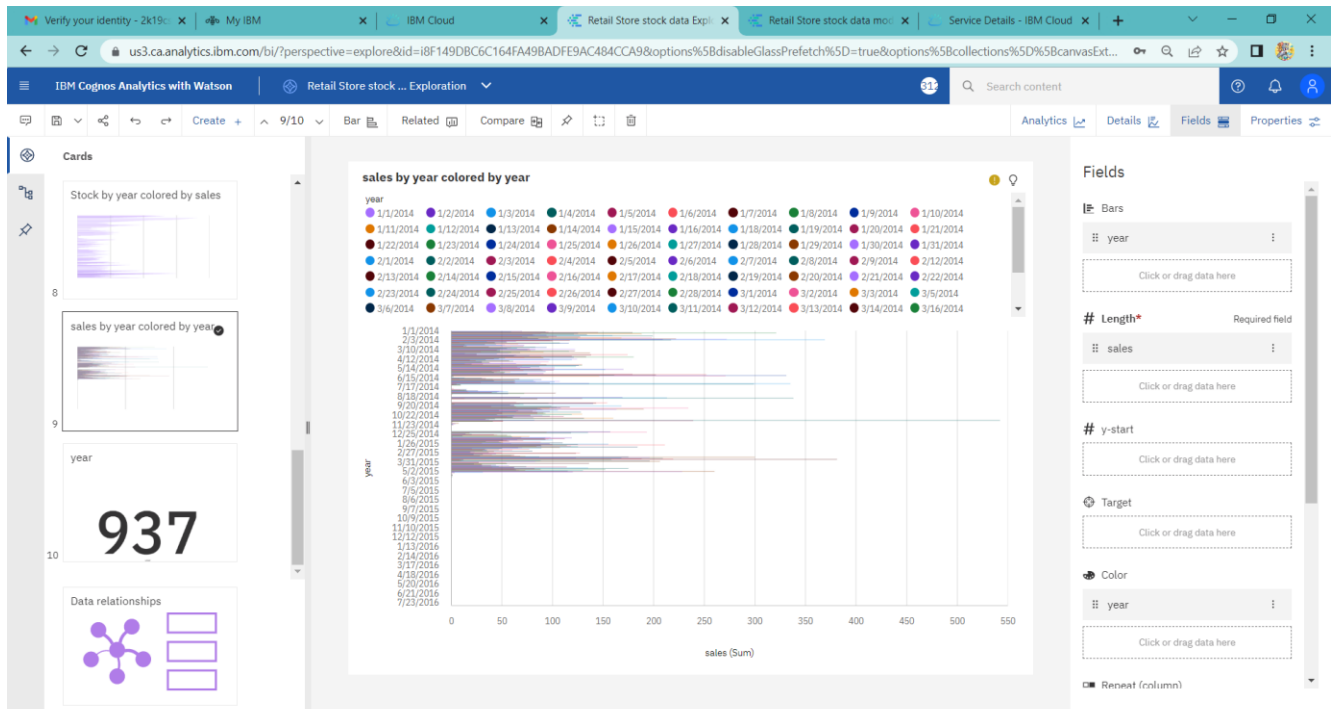 Verify your identity - 2k19c
My IBM
IBM Cloud
Retail Store stock data Expl
Retail Store stock data mod
Service Details - IBM Cloud
us3.ca.analytics.ibm.com/bi/?perspective=explore&id=i8F149DBC6C164FA49BADFE9AC484CCA9&options%5BdisableGlassPrefetch%5D=true&options%5Bcollections%5D%5BcanvasExt...
IBM Cognos Analytics with Watson
Retail Store stock ... Exploration
Search content
Create + 9/10 Bar Related Compare
Analytics Details Fields Properties
Cards
Stock by year colored by sales
8
sales by year colored by year
9
year
937
10
Data relationships
sales by year colored by year
year
1/1/2014 1/2/2014 1/3/2014 1/4/2014 1/5/2014 1/6/2014 1/7/2014 1/8/2014 1/9/2014 1/10/2014
1/11/2014 1/12/2014 1/13/2014 1/14/2014 1/15/2014 1/16/2014 1/18/2014 1/19/2014 1/20/2014 1/21/2014
1/22/2014 1/23/2014 1/24/2014 1/25/2014 1/26/2014 1/27/2014 1/28/2014 1/29/2014 1/30/2014 1/31/2014
2/1/2014 2/2/2014 2/3/2014 2/4/2014 2/5/2014 2/6/2014 2/7/2014 2/8/2014 2/9/2014 2/12/2014
2/13/2014 2/14/2014 2/15/2014 2/16/2014 2/17/2014 2/18/2014 2/19/2014 2/20/2014 2/21/2014 2/22/2014
2/23/2014 2/24/2014 2/25/2014 2/26/2014 2/27/2014 2/28/2014 3/1/2014 3/2/2014 3/3/2014 3/5/2014
3/6/2014 3/7/2014 3/8/2014 3/9/2014 3/10/2014 3/11/2014 3/12/2014 3/13/2014 3/14/2014 3/16/2014
1/1/2014
2/3/2014
3/10/2014
4/12/2014
5/14/2014
6/15/2014
7/17/2014
8/18/2014
9/20/2014
10/22/2014
11/23/2014
12/25/2014
1/26/2015
2/27/2015
3/31/2015
5/2/2015
6/3/2015
7/5/2015
8/6/2015
9/7/2015
10/9/2015
11/10/2015
12/12/2015
1/13/2016
2/14/2016
3/17/2016
4/18/2016
5/20/2016
6/21/2016
7/23/2016
year
0 50 100 150 200 250 300 350 400 450 500 550
sales (Sum)
Fields
Bars
year
Click or drag data here
# Length* Required field
sales
Click or drag data here
# y-start
Click or drag data here
Target
Click or drag data here
Color
year
Click or drag data here
Repeat (column)